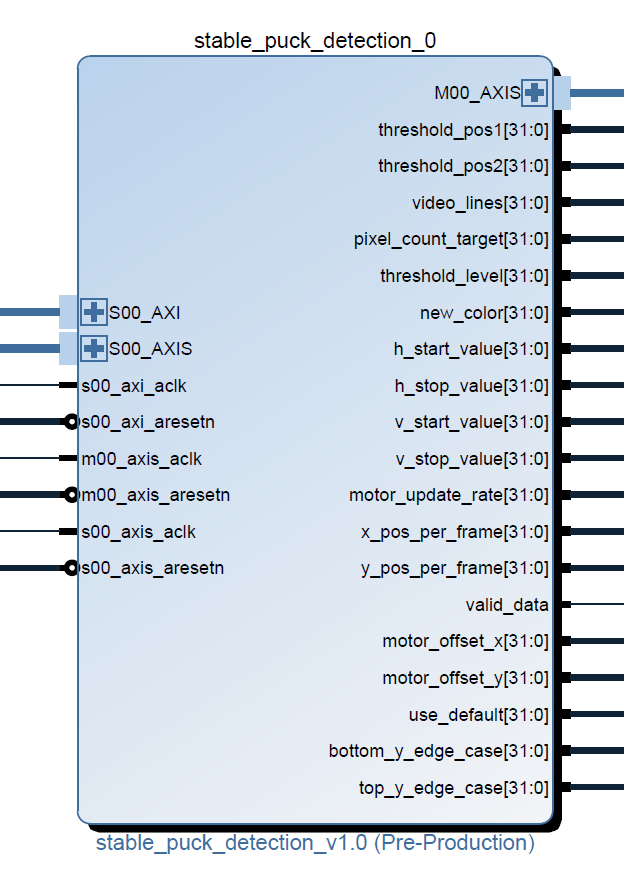 stable_puck_detection_0
M00_AXIS
threshold_pos1[31:0]
threshold_pos2[31:0]
video_lines[31:0]
pixel_count_target[31:0]
threshold_level[31:0]
S00_AXI
new_color[31:0]
S00_AXIS
h_start_value[31:0]
s00_axi_aclk
h_stop_value[31:0]
s00_axi_aresetn
v_start_value[31:0]
m00_axis_aclk
v_stop_value[31:0]
m00_axis_aresetn
motor_update_rate[31:0]
s00_axis_aclk
x_pos_per_frame[31:0]
s00_axis_aresetn
y_pos_per_frame[31:0]
valid_data
motor_offset_x[31:0]
motor_offset_y[31:0]
use_default[31:0]
bottom_y_edge_case[31:0]
top_y_edge_case[31:0]
stable_puck_detection_v1.0 (Pre-Production)